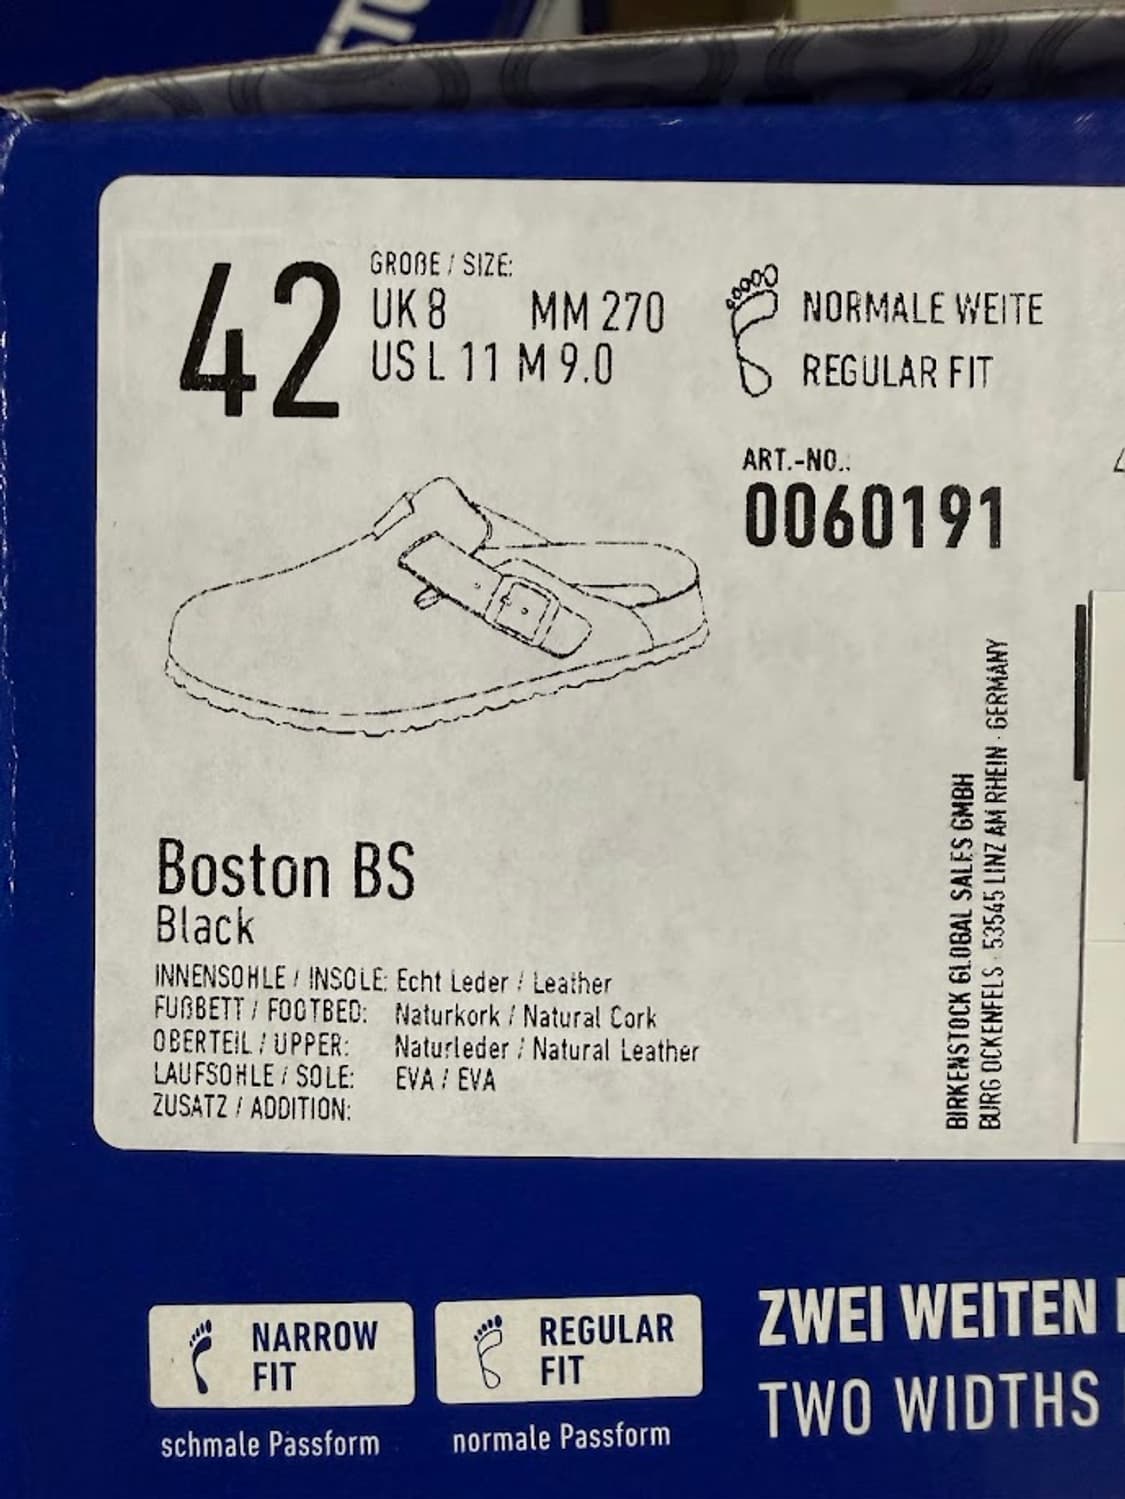 42
GRÖßE / SIZE:
UK 8 MM 270
US L 11 M 9.0
NORMALE WEITE
REGULAR FIT
ART.-NO.:
0060191
Boston BS
Black
INNENSOHLE / INSOLE: Echt Leder / Leather
FUßBETT / FOOTBED: Naturkork / Natural Cork
OBERTEIL / UPPER: Naturleder / Natural Leather
LAUFSOHLE / SOLE: EVA / EVA
ZUSATZ / ADDITION:
BIRKENSTOCK GLOBAL SALES GMBH
BURG OCKENFELS · 53545 LINZ AM RHEIN · GERMANY
NARROW
FIT
schmale Passform
REGULAR
FIT
normale Passform
ZWEI WEITEN
TWO WIDTHS